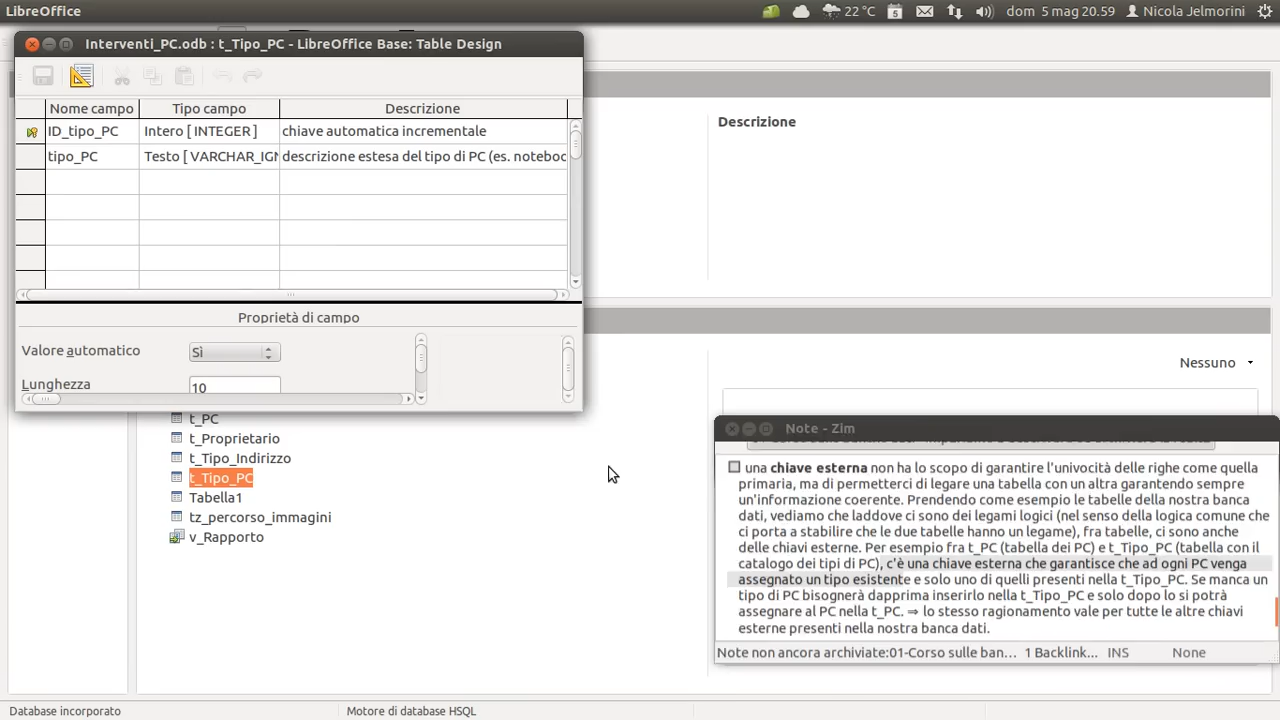 LibreOffice
22 °C
5
dom 5 mag 20.59
Nicola Jelmorini
Interventi_PC.odb : t_Tipo_PC - LibreOffice Base: Table Design
Nome campo Tipo campo Descrizione
ID_tipo_PC Intero [ INTEGER ] chiave automatica incrementale
tipo_PC Testo [ VARCHAR_IGN descrizione estesa del tipo di PC (es. noteboo
Proprietà di campo
Valore automatico Sì
Lunghezza 10
Descrizione
Nessuno
t_PC
t_Proprietario
t_Tipo_Indirizzo
t_Tipo_PC
Tabella1
tz_percorso_immagini
v_Rapporto
Note - Zim
una chiave esterna non ha lo scopo di garantire l'univocità delle righe come quella
primaria, ma di permetterci di legare una tabella con un altra garantendo sempre
un'informazione coerente. Prendendo come esempio le tabelle della nostra banca
dati, vediamo che laddove ci sono dei legami logici (nel senso della logica comune che
ci porta a stabilire che le due tabelle hanno un legame), fra tabelle, ci sono anche
delle chiavi esterne. Per esempio fra t_PC (tabella dei PC) e t_Tipo_PC (tabella con il
catalogo dei tipi di PC), c'è una chiave esterna che garantisce che ad ogni PC venga
assegnato un tipo esistente e solo uno di quelli presenti nella t_Tipo_PC. Se manca un
tipo di PC bisognerà dapprima inserirlo nella t_Tipo_PC e solo dopo lo si potrà
assegnare al PC nella t_PC. ⇒ lo stesso ragionamento vale per tutte le altre chiavi
esterne presenti nella nostra banca dati.
Note non ancora archiviate:01-Corso sulle ban... 1 Backlink... INS None
Database incorporato Motore di database HSQL